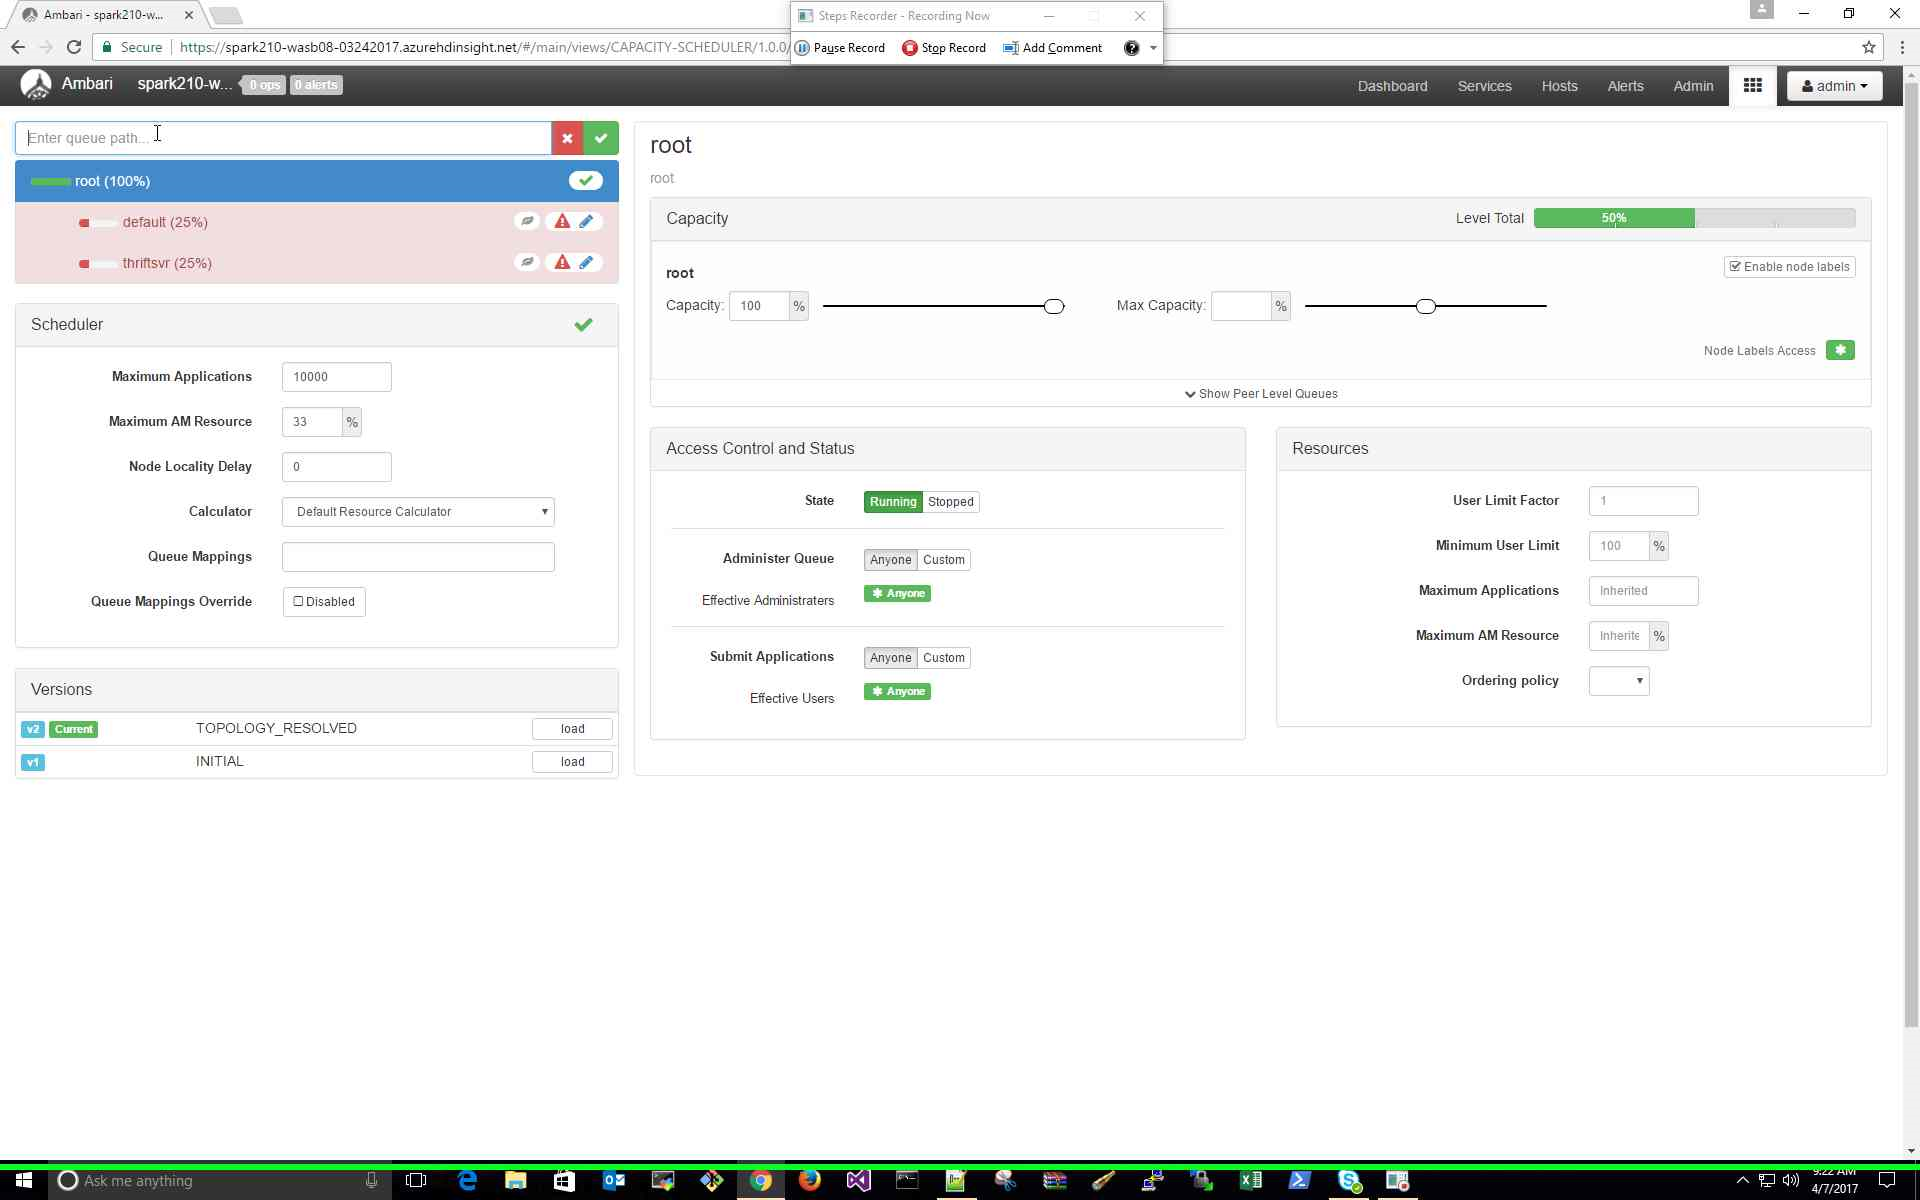 Ambari - spark210-w...
Steps Recorder - Recording Now
Secure https://spark210-wasb08-03242017.azurehdinsight.net/#/main/views/CAPACITY-SCHEDULER/1.0.0/
Pause Record Stop Record Add Comment
Ambari spark210-w... 0 ops 0 alerts Dashboard Services Hosts Alerts Admin admin
Enter queue path...
root (100%)
default (25%)
thriftsvr (25%)
Scheduler
Maximum Applications 10000
Maximum AM Resource 33 %
Node Locality Delay 0
Calculator Default Resource Calculator
Queue Mappings
Queue Mappings Override Disabled
Versions
v2 Current TOPOLOGY_RESOLVED load
v1 INITIAL load
root
root
Capacity Level Total 50%
root Enable node labels
Capacity: 100 % Max Capacity: %
Node Labels Access
Show Peer Level Queues
Access Control and Status
State Running Stopped
Administer Queue Anyone Custom
Effective Administraters Anyone
Submit Applications Anyone Custom
Effective Users Anyone
Resources
User Limit Factor 1
Minimum User Limit 100 %
Maximum Applications Inherited
Maximum AM Resource Inherite %
Ordering policy
Ask me anything
9:22 AM
4/7/2017